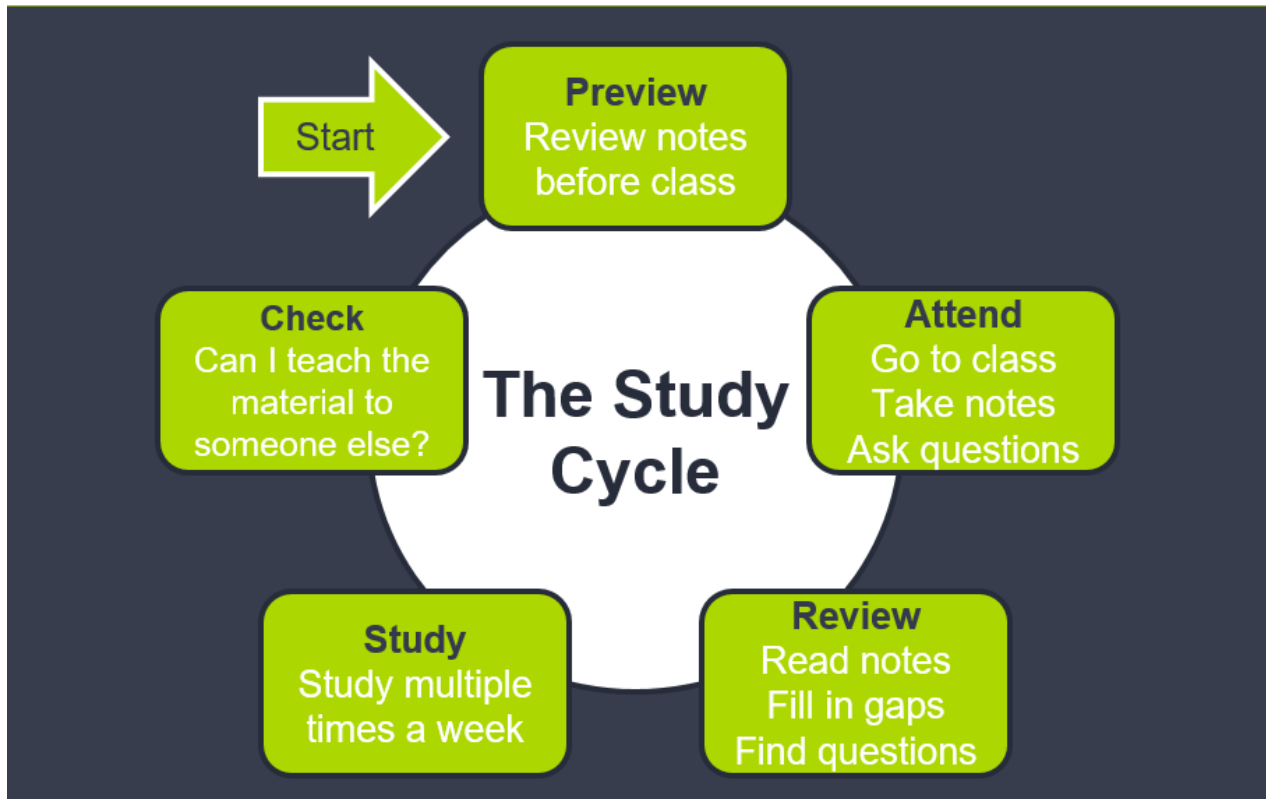 Start
Preview
Review notes
before class
Attend
Go to class
Take notes
Ask questions
Review
Read notes
Fill in gaps
Find questions
Study
Study multiple
times a week
Check
Can I teach the
material to
someone else?
The Study
Cycle